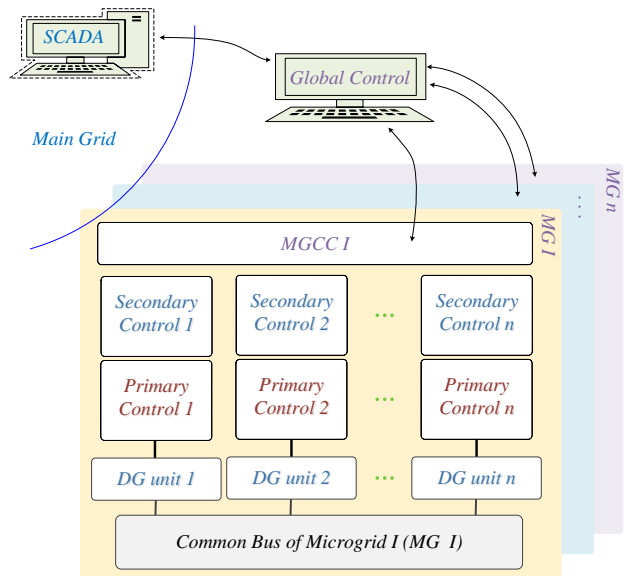 SCADA
Global Control
Main Grid
MG n
. . . .
MG I
MGCC I
Secondary
Control 1
Secondary
Control 2
...
Secondary
Control n
Primary
Control 1
Primary
Control 2
...
Primary
Control n
DG unit 1
DG unit 2
...
DG unit n
Common Bus of Microgrid I (MG I)